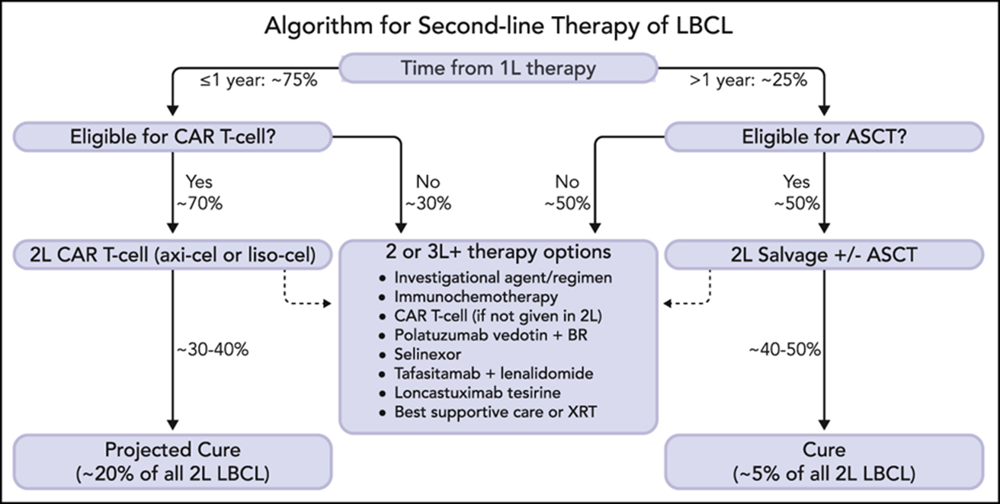 Algorithm for Second-line Therapy of LBCL
Time from 1L therapy
≤1 year: ~75%
>1 year: ~25%
Eligible for CAR T-cell?
Eligible for ASCT?
Yes
~70%
No
~30%
No
~50%
Yes
~50%
2L CAR T-cell (axi-cel or liso-cel)
2 or 3L+ therapy options
• Investigational agent/regimen
• Immunochemotherapy
• CAR T-cell (if not given in 2L)
• Polatuzumab vedotin + BR
• Selinexor
• Tafasitamab + lenalidomide
• Loncastuximab tesirine
• Best supportive care or XRT
2L Salvage +/- ASCT
~30-40%
~40-50%
Projected Cure
(~20% of all 2L LBCL)
Cure
(~5% of all 2L LBCL)